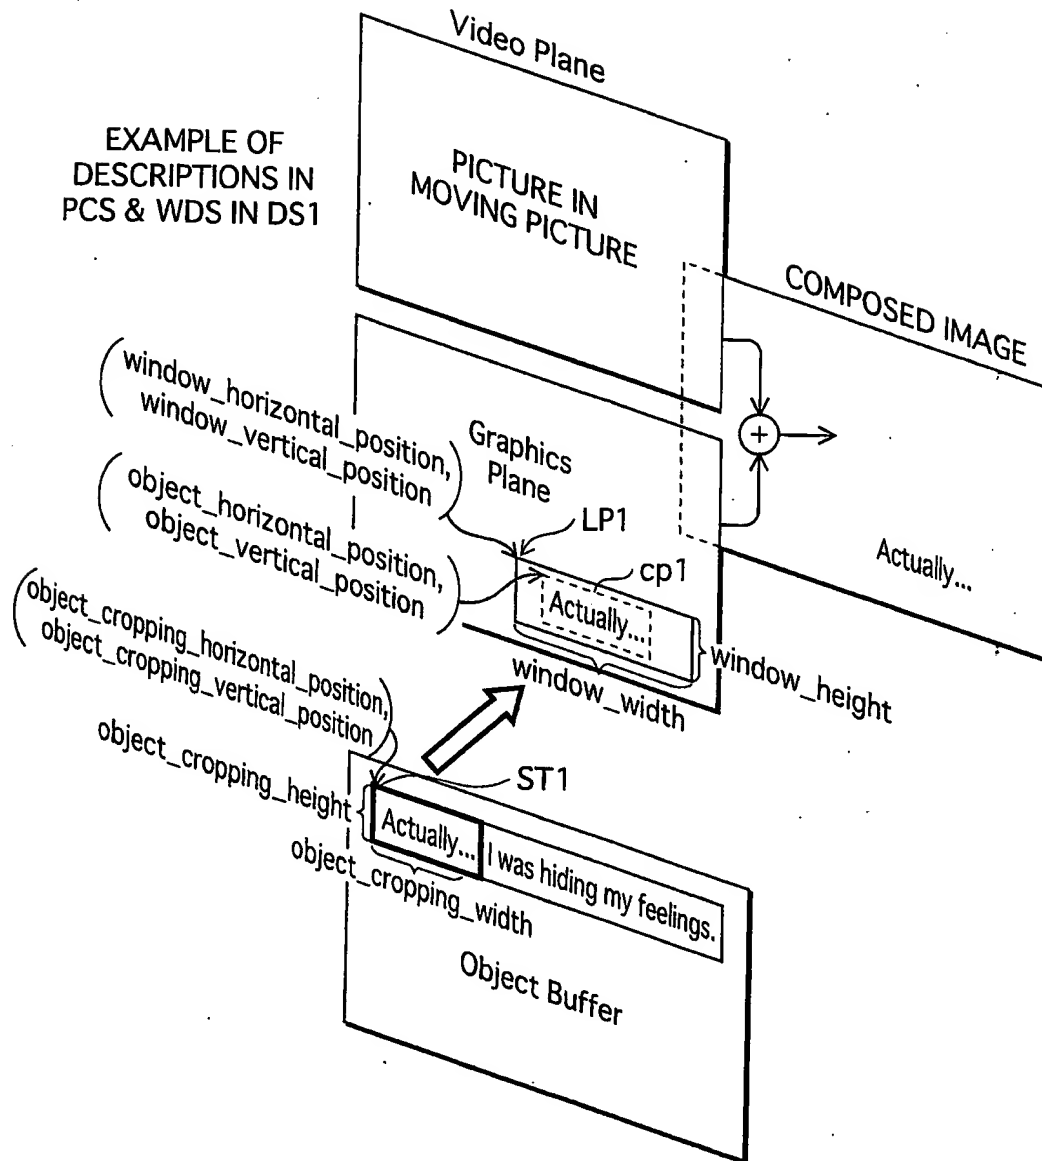 Video Plane
EXAMPLE OF
DESCRIPTIONS IN
PCS & WDS IN DS1
PICTURE IN
MOVING PICTURE
COMPOSED IMAGE
(window_horizontal_position,
window_vertical_position)
Graphics
Plane
(object_horizontal_position,
object_vertical_position)
LP1
cp1
+
Actually...
Actually...
(object_cropping_horizontal_position,
object_cropping_vertical_position)
window_height
window_width
object_cropping_height
ST1
Actually...
I was hiding my feelings.
object_cropping_width
Object Buffer